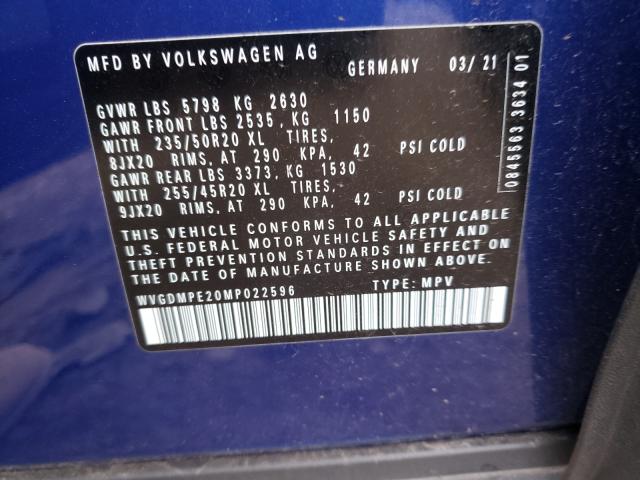 MFD BY VOLKSWAGEN AG
GERMANY 03/21
GVWR LBS 5798 KG 2630
GAWR FRONT LBS 2535, KG 1150
WITH 235/50R20 XL TIRES,
8JX20 RIMS, AT 290 KPA, 42 PSI COLD
GAWR REAR LBS 3373, KG 1530
WITH 255/45R20 XL TIRES,
9JX20 RIMS, AT 290 KPA, 42 PSI COLD
THIS VEHICLE CONFORMS TO ALL APPLICABLE
U.S. FEDERAL MOTOR VEHICLE SAFETY AND
THEFT PREVENTION STANDARDS IN EFFECT ON
THE DATE OF MANUFACTURE SHOWN ABOVE.
WVGDMPE20MP022596 TYPE: MPV
0845563 3634 01